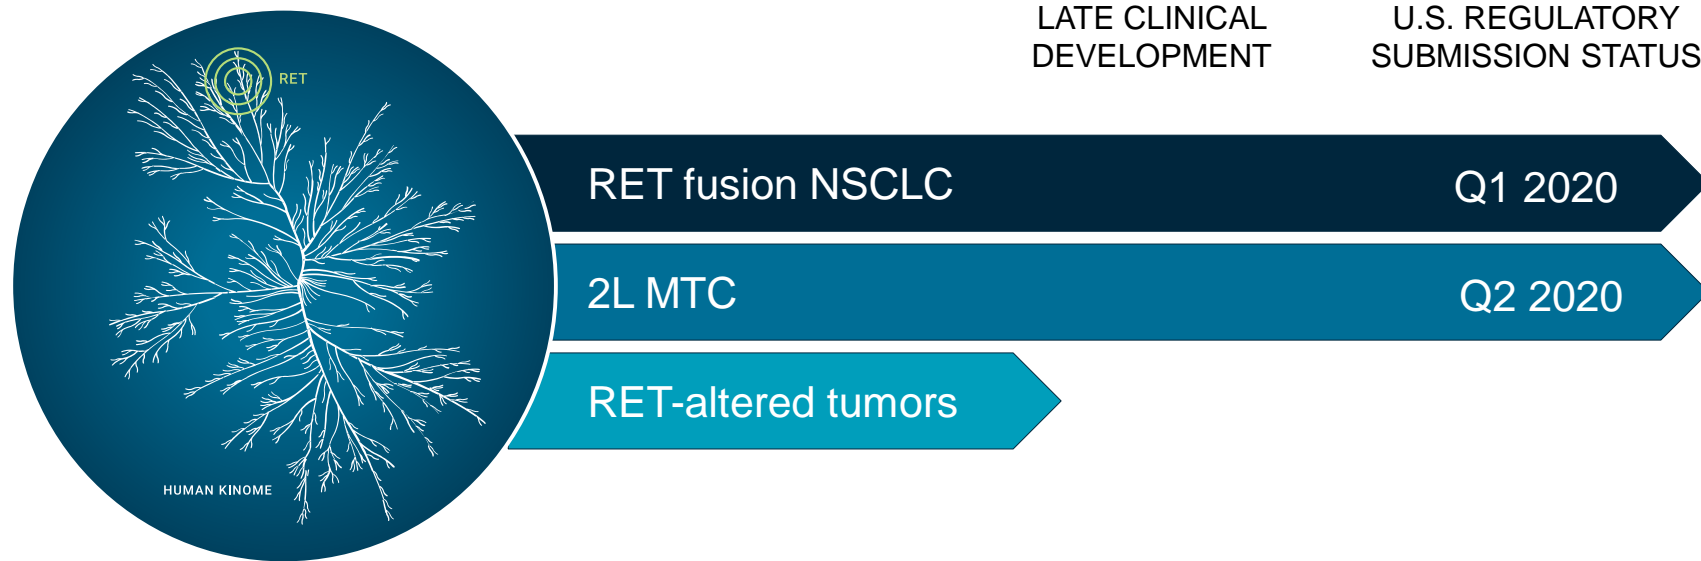 LATE CLINICAL
DEVELOPMENT
U.S. REGULATORY
SUBMISSION STATUS
RET
RET fusion NSCLC
Q1 2020
2L MTC
Q2 2020
RET-altered tumors
HUMAN KINOME